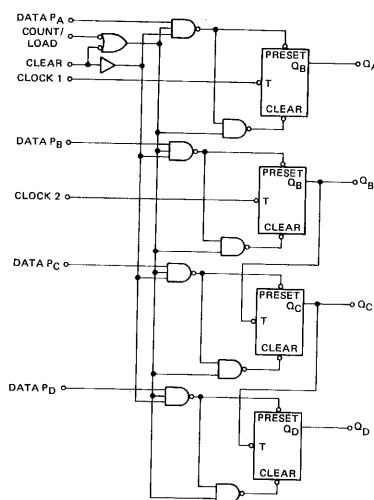 DATA PA
COUNT/
LOAD
CLEAR
CLOCK 1
PRESET
QB
T
CLEAR
QA
DATA PB
CLOCK 2
PRESET
QB
T
CLEAR
QB
DATA PC
PRESET
QC
T
CLEAR
QC
DATA PD
PRESET
QD
T
CLEAR
QD